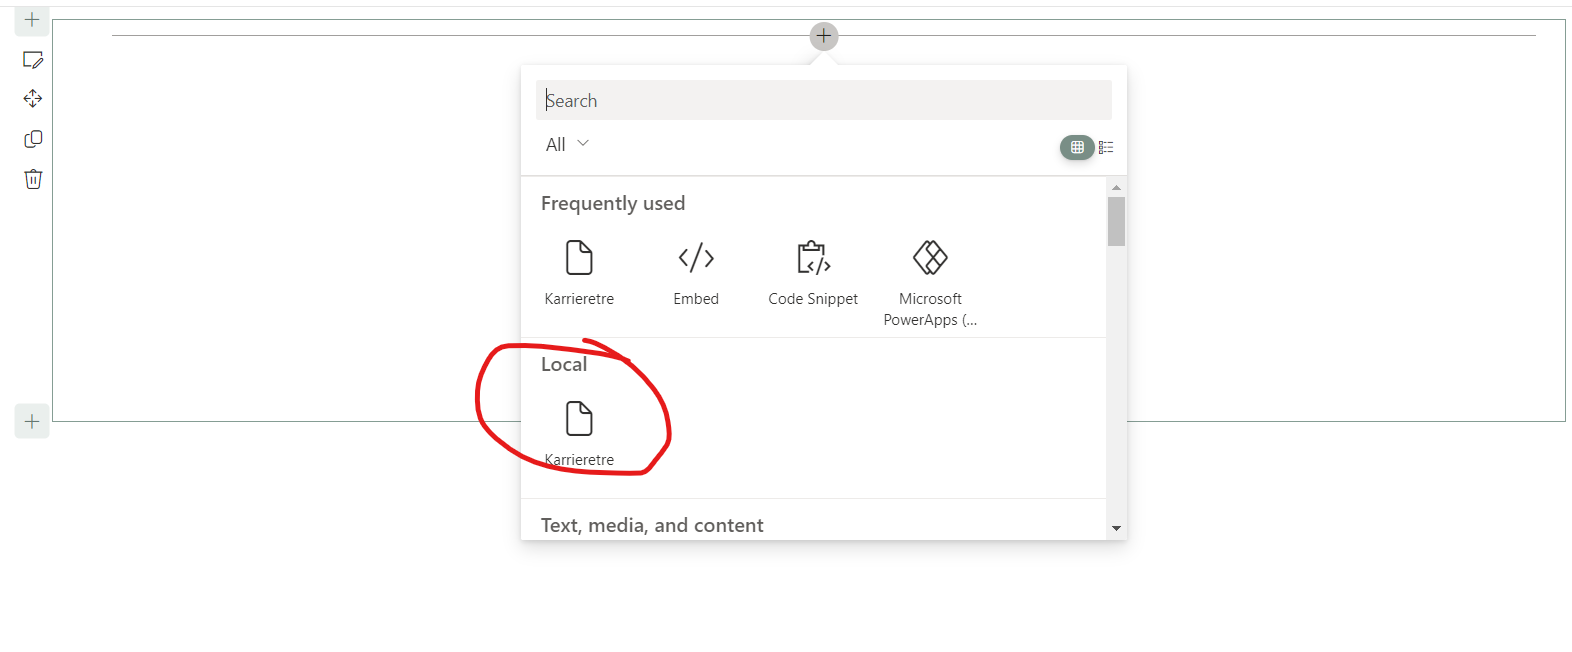 Search
All
Frequently used
Karrieretre
Embed
Code Snippet
Microsoft
PowerApps (...
Local
Karrieretre
Text, media, and content